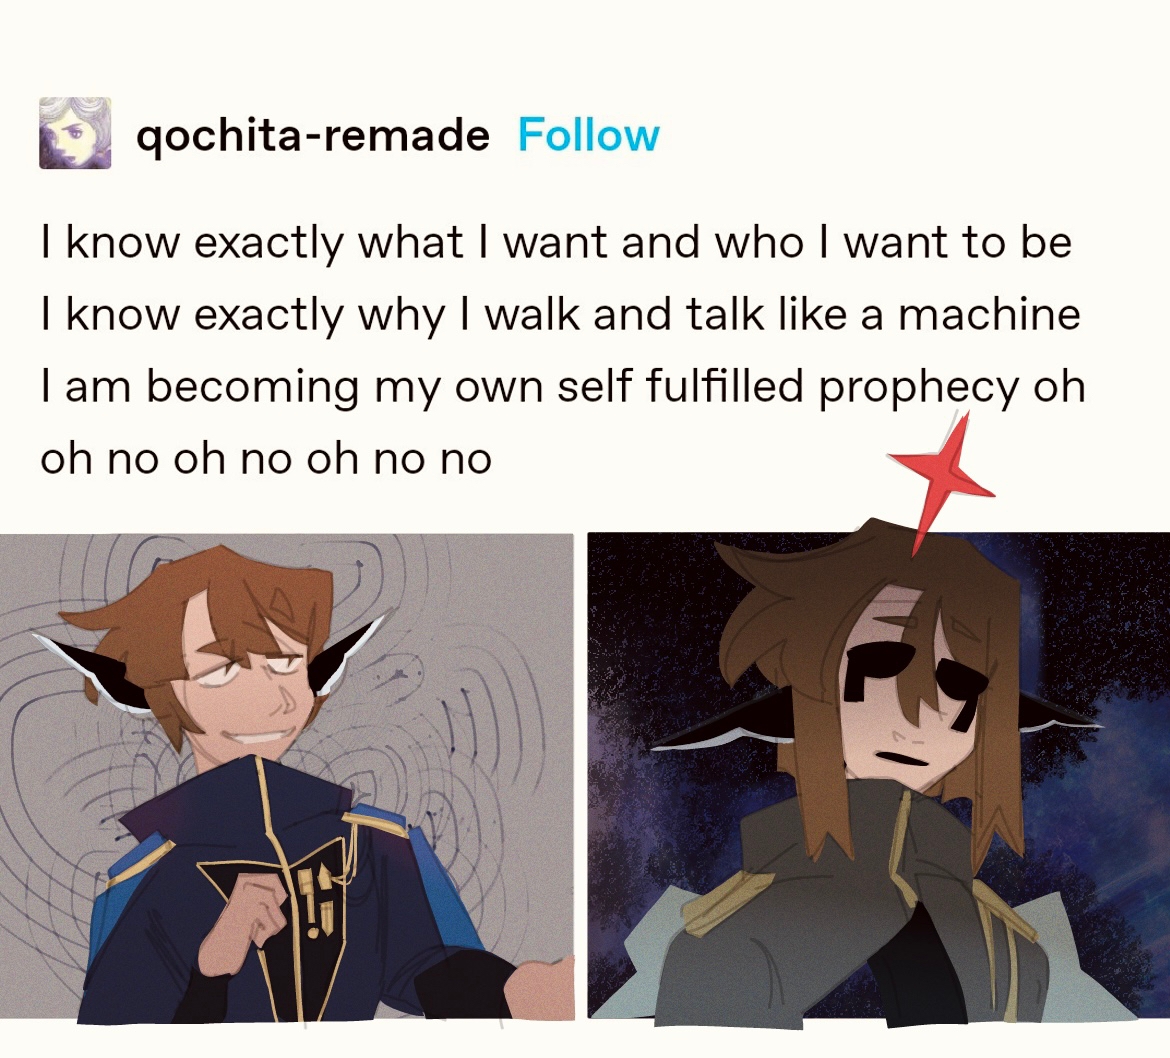 qochita-remade Follow
I know exactly what I want and who I want to be
I know exactly why I walk and talk like a machine
I am becoming my own self fulfilled prophecy oh
oh no oh no oh no no